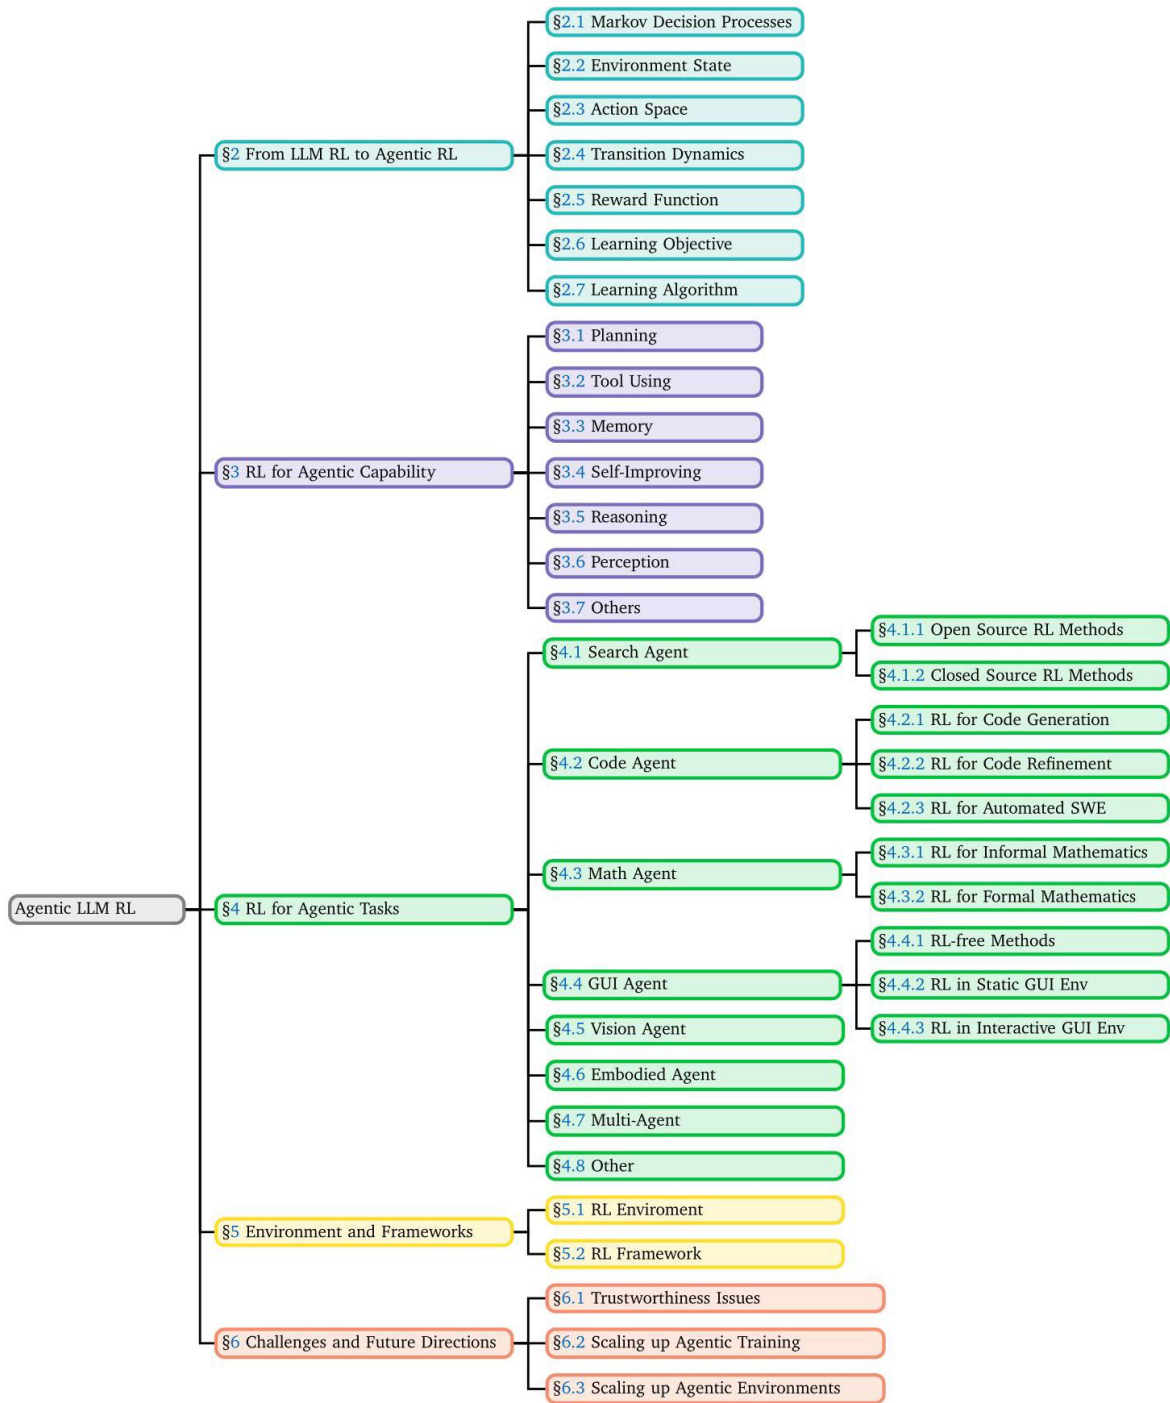 Agentic LLM RL
§2 From LLM RL to Agentic RL
§2.1 Markov Decision Processes
§2.2 Environment State
§2.3 Action Space
§2.4 Transition Dynamics
§2.5 Reward Function
§2.6 Learning Objective
§2.7 Learning Algorithm
§3 RL for Agentic Capability
§3.1 Planning
§3.2 Tool Using
§3.3 Memory
§3.4 Self-Improving
§3.5 Reasoning
§3.6 Perception
§3.7 Others
§4 RL for Agentic Tasks
§4.1 Search Agent
§4.1.1 Open Source RL Methods
§4.1.2 Closed Source RL Methods
§4.2 Code Agent
§4.2.1 RL for Code Generation
§4.2.2 RL for Code Refinement
§4.2.3 RL for Automated SWE
§4.3 Math Agent
§4.3.1 RL for Informal Mathematics
§4.3.2 RL for Formal Mathematics
§4.4 GUI Agent
§4.4.1 RL-free Methods
§4.4.2 RL in Static GUI Env
§4.4.3 RL in Interactive GUI Env
§4.5 Vision Agent
§4.6 Embodied Agent
§4.7 Multi-Agent
§4.8 Other
§5 Environment and Frameworks
§5.1 RL Enviroment
§5.2 RL Framework
§6 Challenges and Future Directions
§6.1 Trustworthiness Issues
§6.2 Scaling up Agentic Training
§6.3 Scaling up Agentic Environments